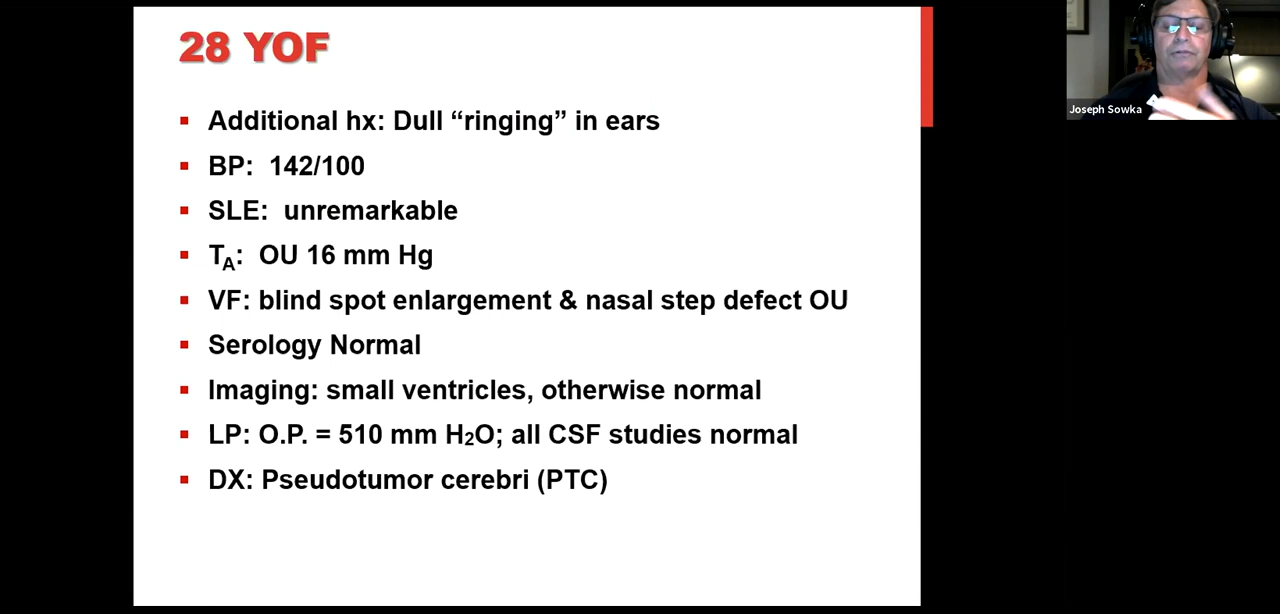 28 YOF
Additional hx: Dull “ringing” in ears
BP: 142/100
SLE: unremarkable
TA: OU 16 mm Hg
VF: blind spot enlargement & nasal step defect OU
Serology Normal
Imaging: small ventricles, otherwise normal
LP: O.P. = 510 mm H2O; all CSF studies normal
DX: Pseudotumor cerebri (PTC)
Joseph Sowka